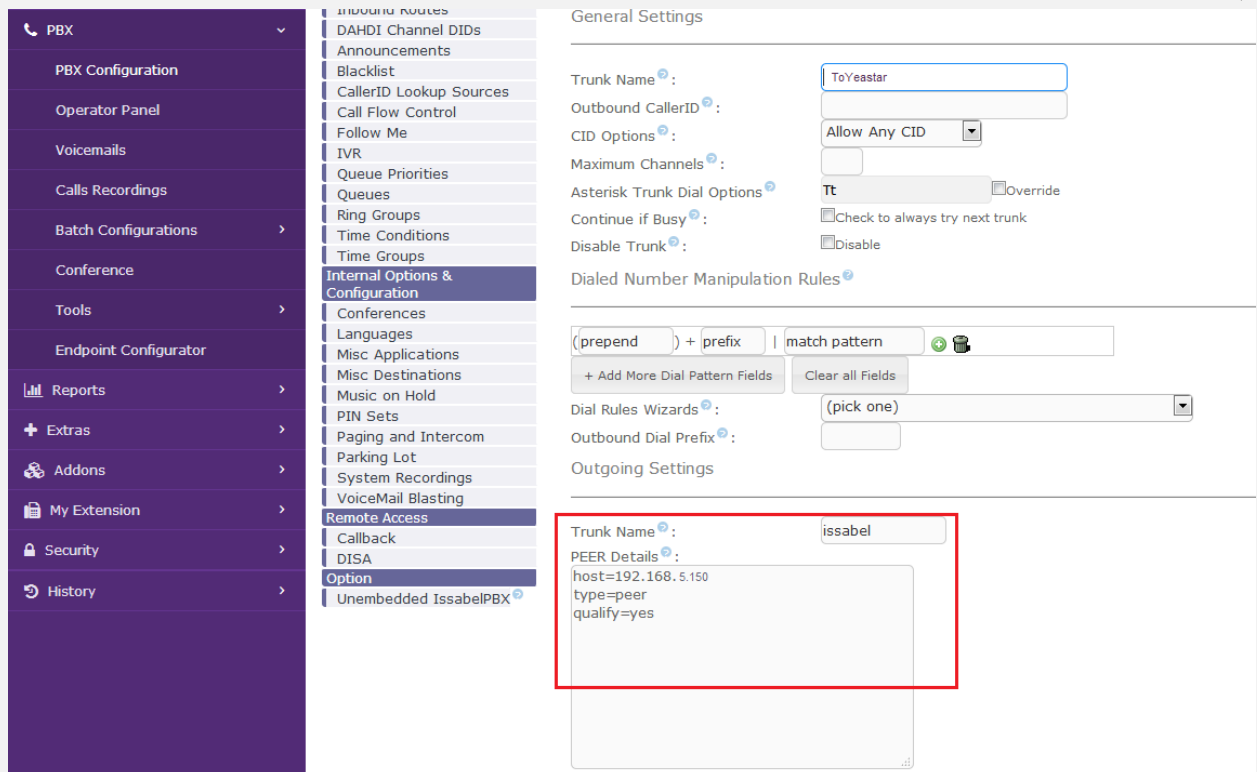 PBX
PBX Configuration
Operator Panel
Voicemails
Calls Recordings
Batch Configurations
Conference
Tools
Endpoint Configurator
Reports
Extras
Addons
My Extension
Security
History
Inbound Routes
DAHDI Channel DIDs
Announcements
Blacklist
CallerID Lookup Sources
Call Flow Control
Follow Me
IVR
Queue Priorities
Queues
Ring Groups
Time Conditions
Time Groups
Internal Options &
Configuration
Conferences
Languages
Misc Applications
Misc Destinations
Music on Hold
PIN Sets
Paging and Intercom
Parking Lot
System Recordings
VoiceMail Blasting
Remote Access
Callback
DISA
Option
Unembedded IssabelPBX
General Settings
Trunk Name : ToYeastar
Outbound CallerID :
CID Options : Allow Any CID
Maximum Channels :
Asterisk Trunk Dial Options Tt Override
Continue if Busy : Check to always try next trunk
Disable Trunk : Disable
Dialed Number Manipulation Rules
(prepend ) + prefix | match pattern
+ Add More Dial Pattern Fields Clear all Fields
Dial Rules Wizards : (pick one)
Outbound Dial Prefix :
Outgoing Settings
Trunk Name : issabel
PEER Details :
host=192.168.5.150
type=peer
qualify=yes